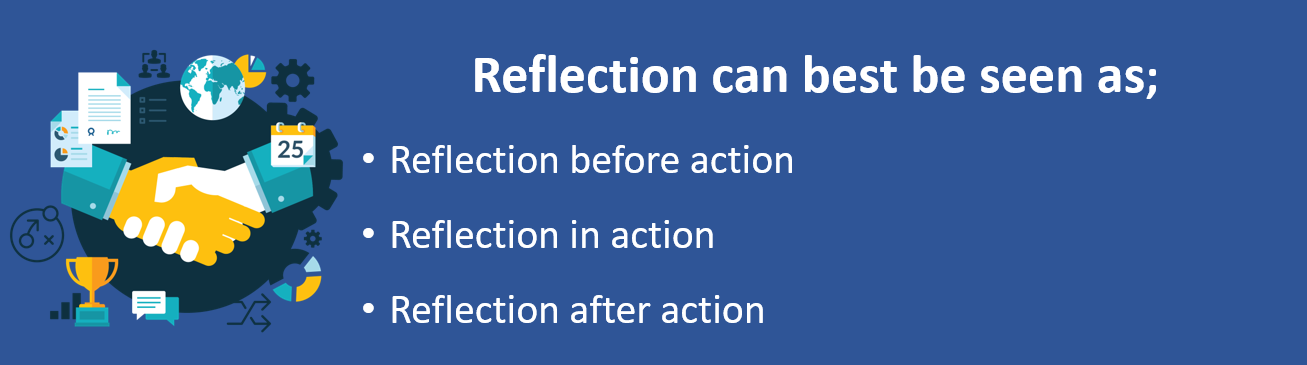 Reflection can best be seen as;
25
• Reflection before action
• Reflection in action
• Reflection after action